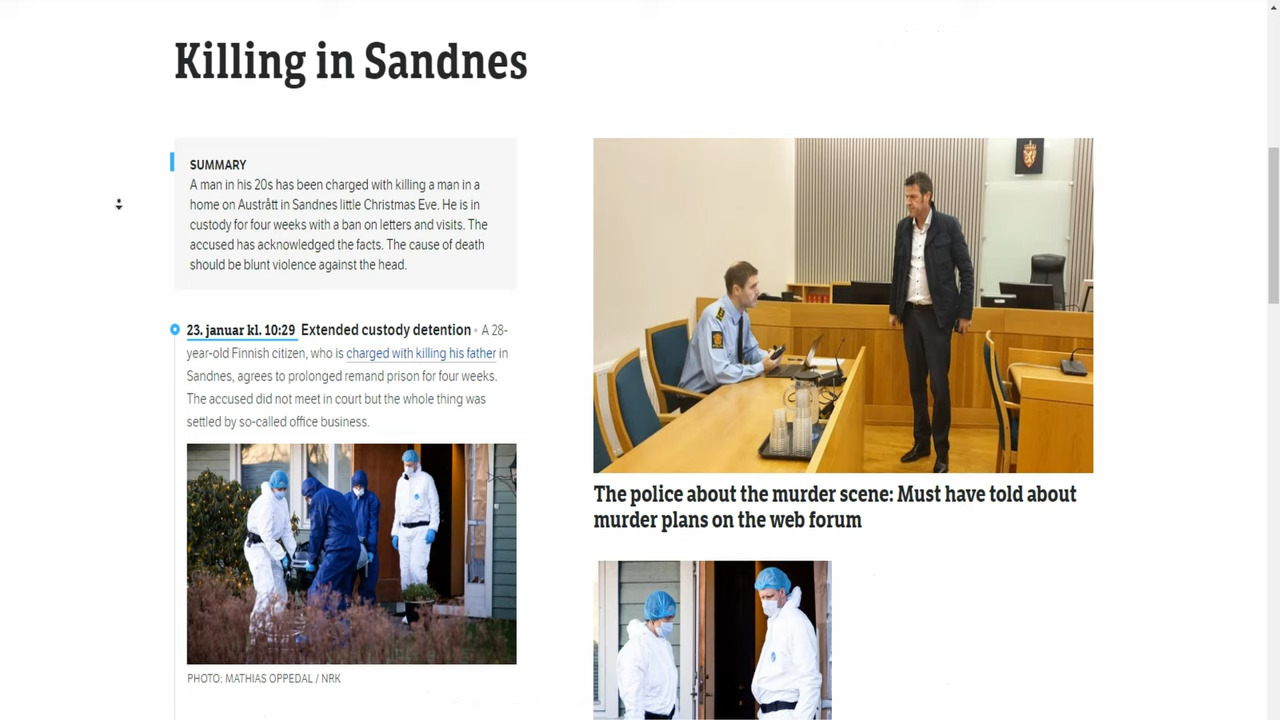 Killing in Sandnes
SUMMARY
A man in his 20s has been charged with killing a man in a
home on Austrått in Sandnes little Christmas Eve. He is in
custody for four weeks with a ban on letters and visits. The
accused has acknowledged the facts. The cause of death
should be blunt violence against the head.
23. januar kl. 10:29 Extended custody detention • A 28-
year-old Finnish citizen, who is charged with killing his father in
Sandnes, agrees to prolonged remand prison for four weeks.
The accused did not meet in court but the whole thing was
settled by so-called office business.
PHOTO: MATHIAS OPPEDAL / NRK
The police about the murder scene: Must have told about
murder plans on the web forum